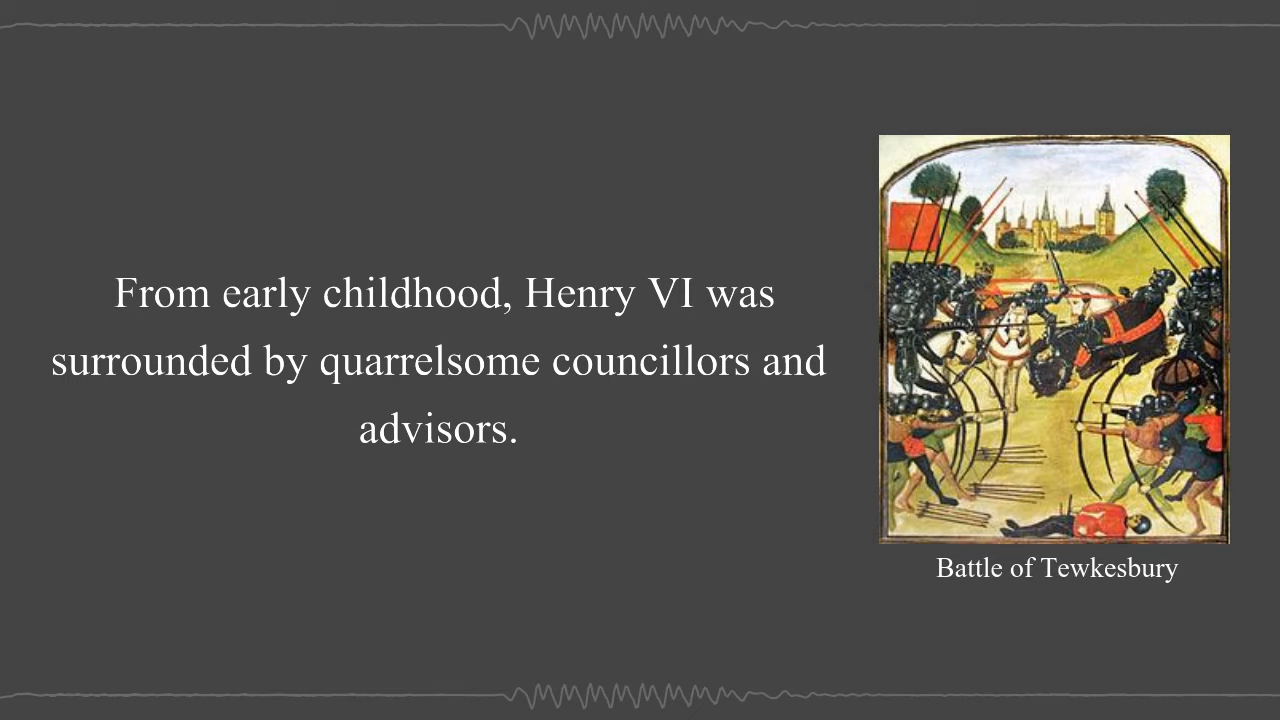 From early childhood, Henry VI was
surrounded by quarrelsome councillors and
advisors.
Battle of Tewkesbury